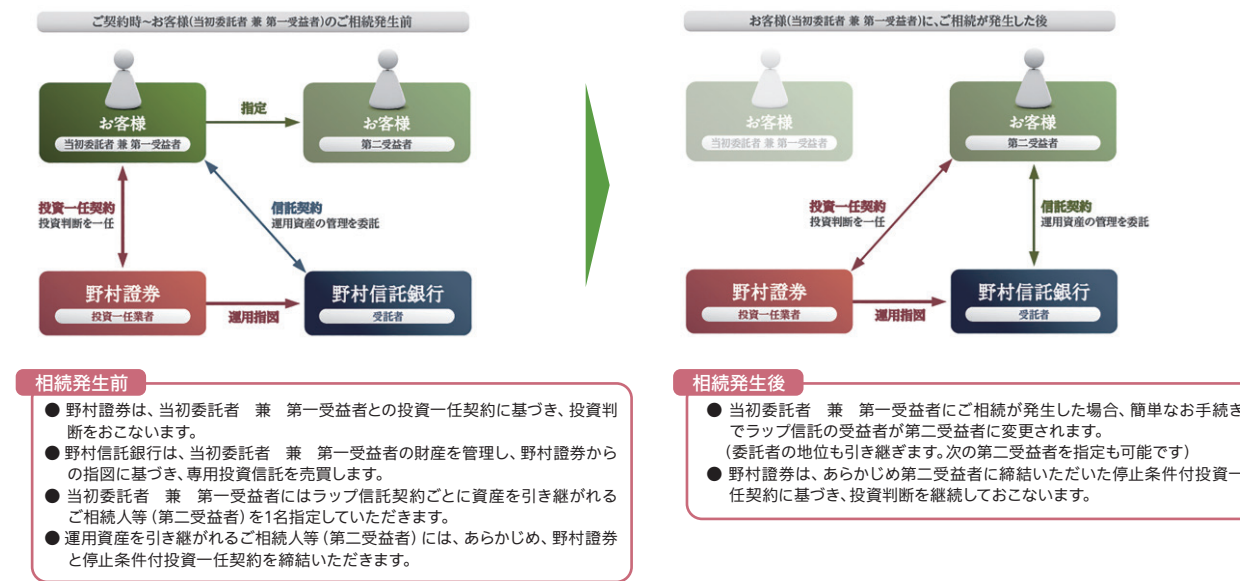 ご契約時~お客様(当初委託者 兼 第一受益者)のご相続発生前
お客様
当初委託者 兼 第一受益者
指定
お客様
第二受益者
投資一任契約
投資判断を一任
信託契約
運用資産の管理を委託
野村證券
投資一任業者
運用指図
野村信託銀行
受託者
お客様(当初委託者 兼 第一受益者)に、ご相続が発生した後
お客様
当初委託者 兼 第一受益者
お客様
第二受益者
投資一任契約
投資判断を一任
信託契約
運用資産の管理を委託
野村證券
投資一任業者
運用指図
野村信託銀行
受託者
相続発生前
● 野村證券は、当初委託者 兼 第一受益者との投資一任契約に基づき、投資判
断をおこないます。
● 野村信託銀行は、当初委託者 兼 第一受益者の財産を管理し、野村證券から
の指図に基づき、専用投資信託を売買します。
● 当初委託者 兼 第一受益者にはラップ信託契約ごとに資産を引き継がれる
ご相続人等(第二受益者)を1名指定していただきます。
● 運用資産を引き継がれるご相続人等(第二受益者)には、あらかじめ、野村證券
と停止条件付投資一任契約を締結いただきます。
相続発生後
● 当初委託者 兼 第一受益者にご相続が発生した場合、簡単なお手続き
でラップ信託の受益者が第二受益者に変更されます。
(委託者の地位も引き継ぎます。次の第二受益者を指定も可能です)
● 野村證券は、あらかじめ第二受益者に締結いただいた停止条件付投資一
任契約に基づき、投資判断を継続しておこないます。